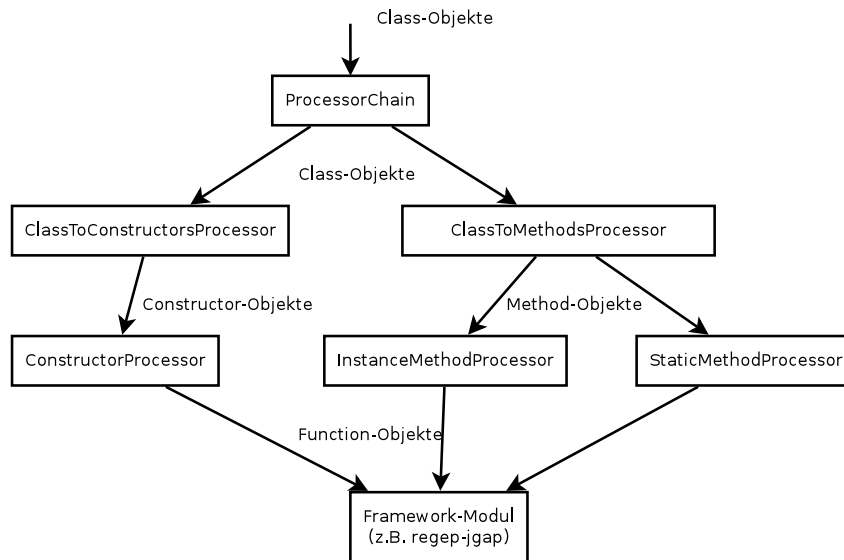 Class-Objekte
ProcessorChain
Class-Objekte
ClassToConstructorsProcessor
ClassToMethodsProcessor
Constructor-Objekte
Method-Objekte
ConstructorProcessor
InstanceMethodProcessor
StaticMethodProcessor
Function-Objekte
Framework-Modul
(z.B. regep-jgap)